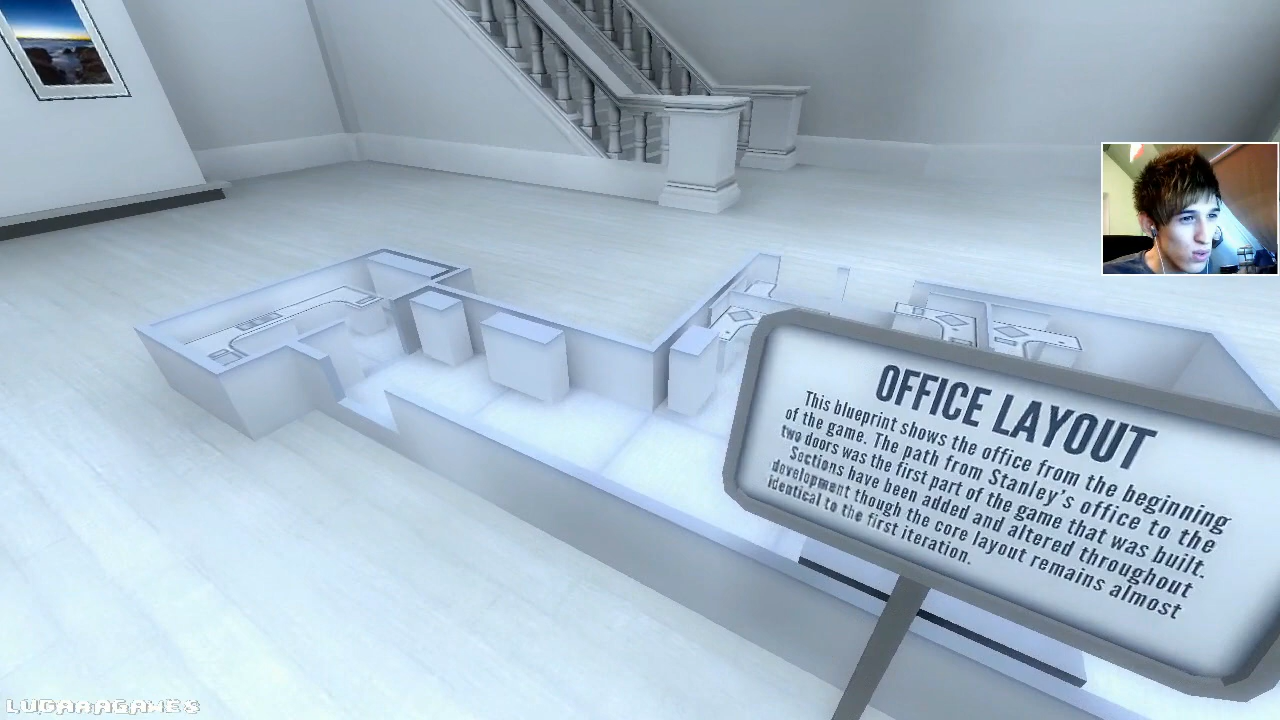 OFFICE LAYOUT
This blueprint shows the office from the beginning
of the game. The path from Stanley's office to the
two doors was the first part of the game that was built.
Sections have been added and altered throughout
development though the core layout remains almost
identical to the first iteration.
LUGARAGAMES